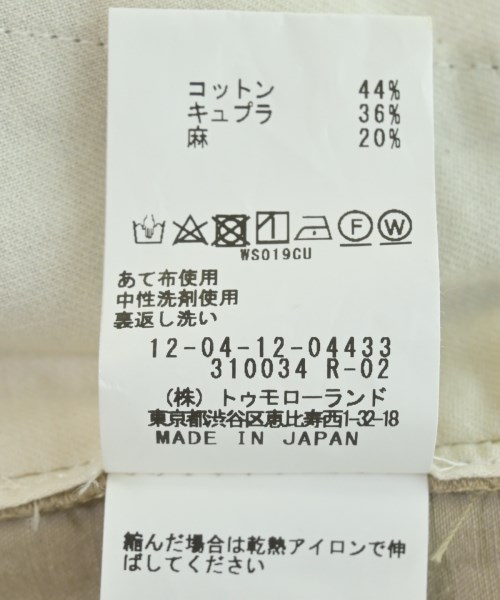 コットン 44%
キュプラ 36%
麻 20%
F W
WS019CU
あて布使用
中性洗剤使用
裏返し洗い
12-04-12-04433
310034 R-02
(株) トゥモローランド
東京都渋谷区恵比寿西1-32-18
MADE IN JAPAN
縮んだ場合は乾熱アイロンで伸
ばしてください